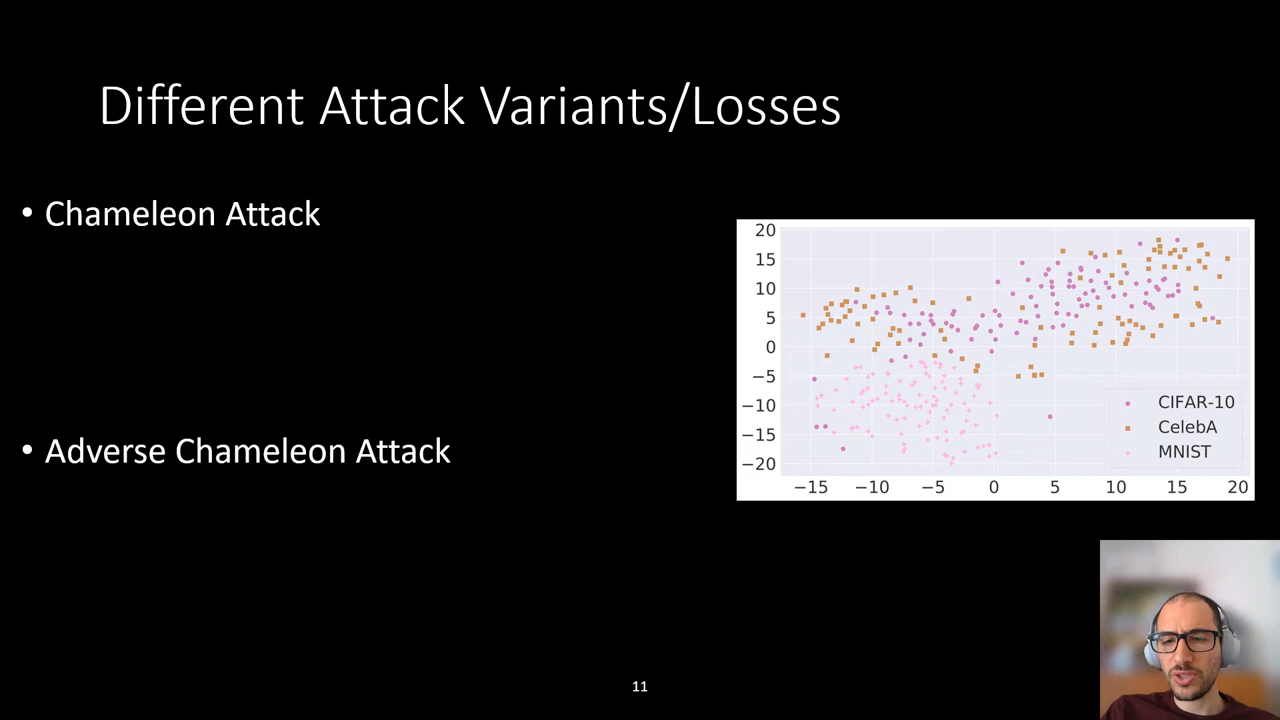 Different Attack Variants/Losses
• Chameleon Attack
• Adverse Chameleon Attack
20
15
10
5
0
−5
−10
−15
−20
−15 −10 −5 0 5 10 15 20
CIFAR-10
CelebA
MNIST
11